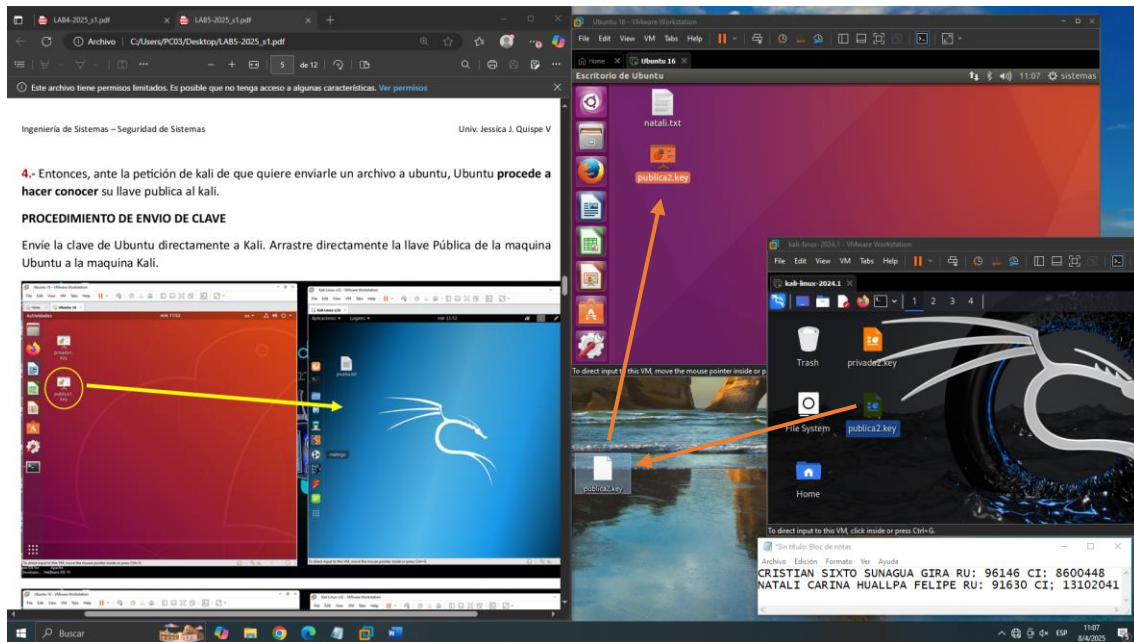 LAB4-2025_s1.pdf
LAB5-2025_s1.pdf
Archivo
C:/Users/PC03/Desktop/LAB5-2025_s1.pdf
5 de 12
Este archivo tiene permisos limitados. Es posible que no tenga acceso a algunas características. Ver permisos
Ingeniería de Sistemas – Seguridad de Sistemas
Univ. Jessica J. Quispe V
4.- Entonces, ante la petición de kali de que quiere enviarle un archivo a ubuntu, Ubuntu procede a
hacer conocer su llave publica al kali.
PROCEDIMIENTO DE ENVIO DE CLAVE
Envíe la clave de Ubuntu directamente a Kali. Arrastre directamente la llave Pública de la maquina
Ubuntu a la maquina Kali.
Buscar
Ubuntu 16 - VMware Workstation
File Edit View VM Tabs Help
Home
Ubuntu 16
Escritorio de Ubuntu
11:07
sistemas
natali.txt
publica2.key
To direct input to this VM, move the mouse pointer inside or p
publica2.key
kali-linux-2024.1 - VMware Workstation
File Edit View VM Tabs Help
kali-linux-2024.1
1 2 3 4
Trash
privada2.key
File System
publica2.key
Home
To direct input to this VM, click inside or press Ctrl+G.
*Sin título: Bloc de notas
Archivo Edición Formato Ver Ayuda
CRISTIAN SIXTO SUNAGUA GIRA RU: 96146 CI: 8600448
NATALI CARINA HUALLPA FELIPE RU: 91630 CI; 13102041
ESP
11:07
8/4/2025